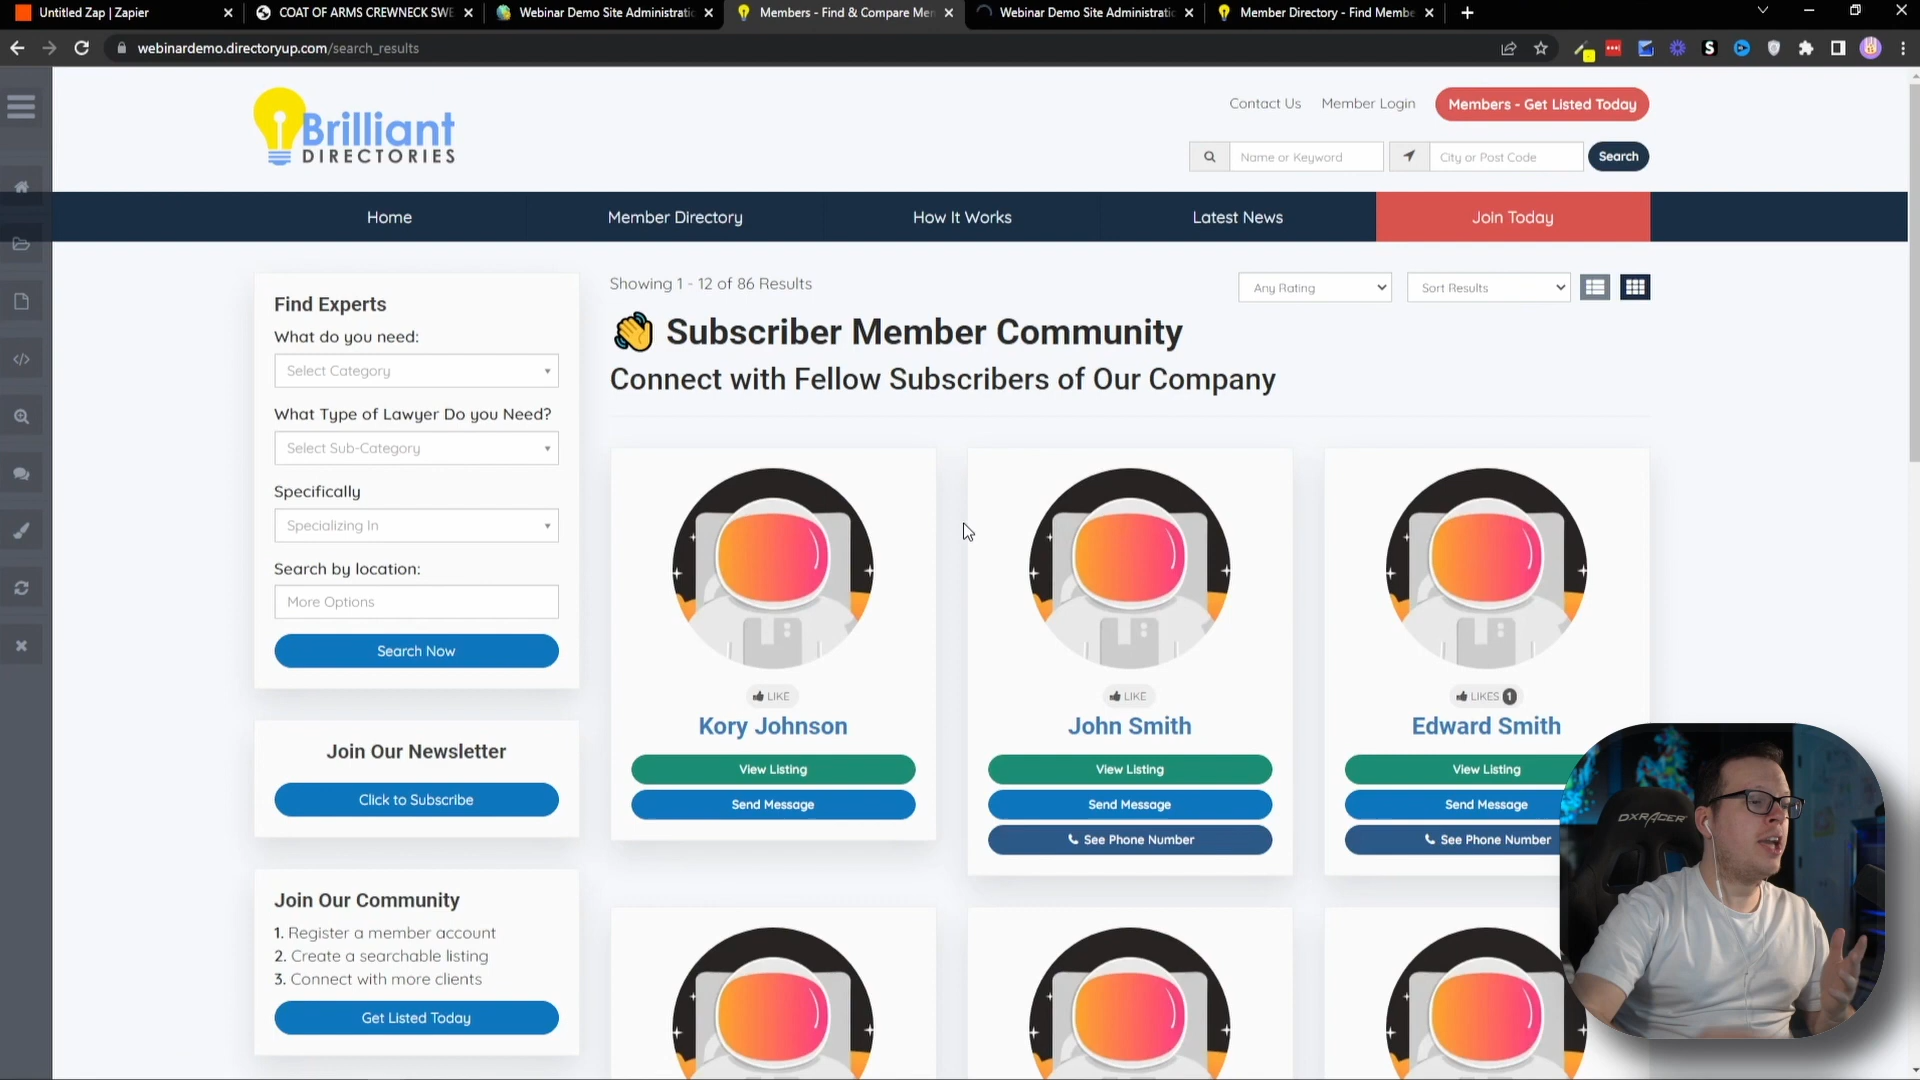 Untitled Zap | Zapier
COAT OF ARMS CREWNECK SWE
Webinar Demo Site Administrati
Members - Find & Compare Mem
Webinar Demo Site Administrati
Member Directory - Find Membe
webinardemo.directoryup.com/search_results
Brilliant
DIRECTORIES
Contact Us
Member Login
Members - Get Listed Today
Name or Keyword
City or Post Code
Search
Home
Member Directory
How It Works
Latest News
Join Today
Find Experts
What do you need:
Select Category
What Type of Lawyer Do you Need?
Select Sub-Category
Specifically
Specializing In
Search by location:
More Options
Search Now
Join Our Newsletter
Click to Subscribe
Join Our Community
1. Register a member account
2. Create a searchable listing
3. Connect with more clients
Get Listed Today
Showing 1 - 12 of 86 Results
Any Rating
Sort Results
Subscriber Member Community
Connect with Fellow Subscribers of Our Company
LIKE
Kory Johnson
View Listing
Send Message
LIKE
John Smith
View Listing
Send Message
See Phone Number
LIKES 1
Edward Smith
View Listing
Send Message
See Phone Number
DXRACER